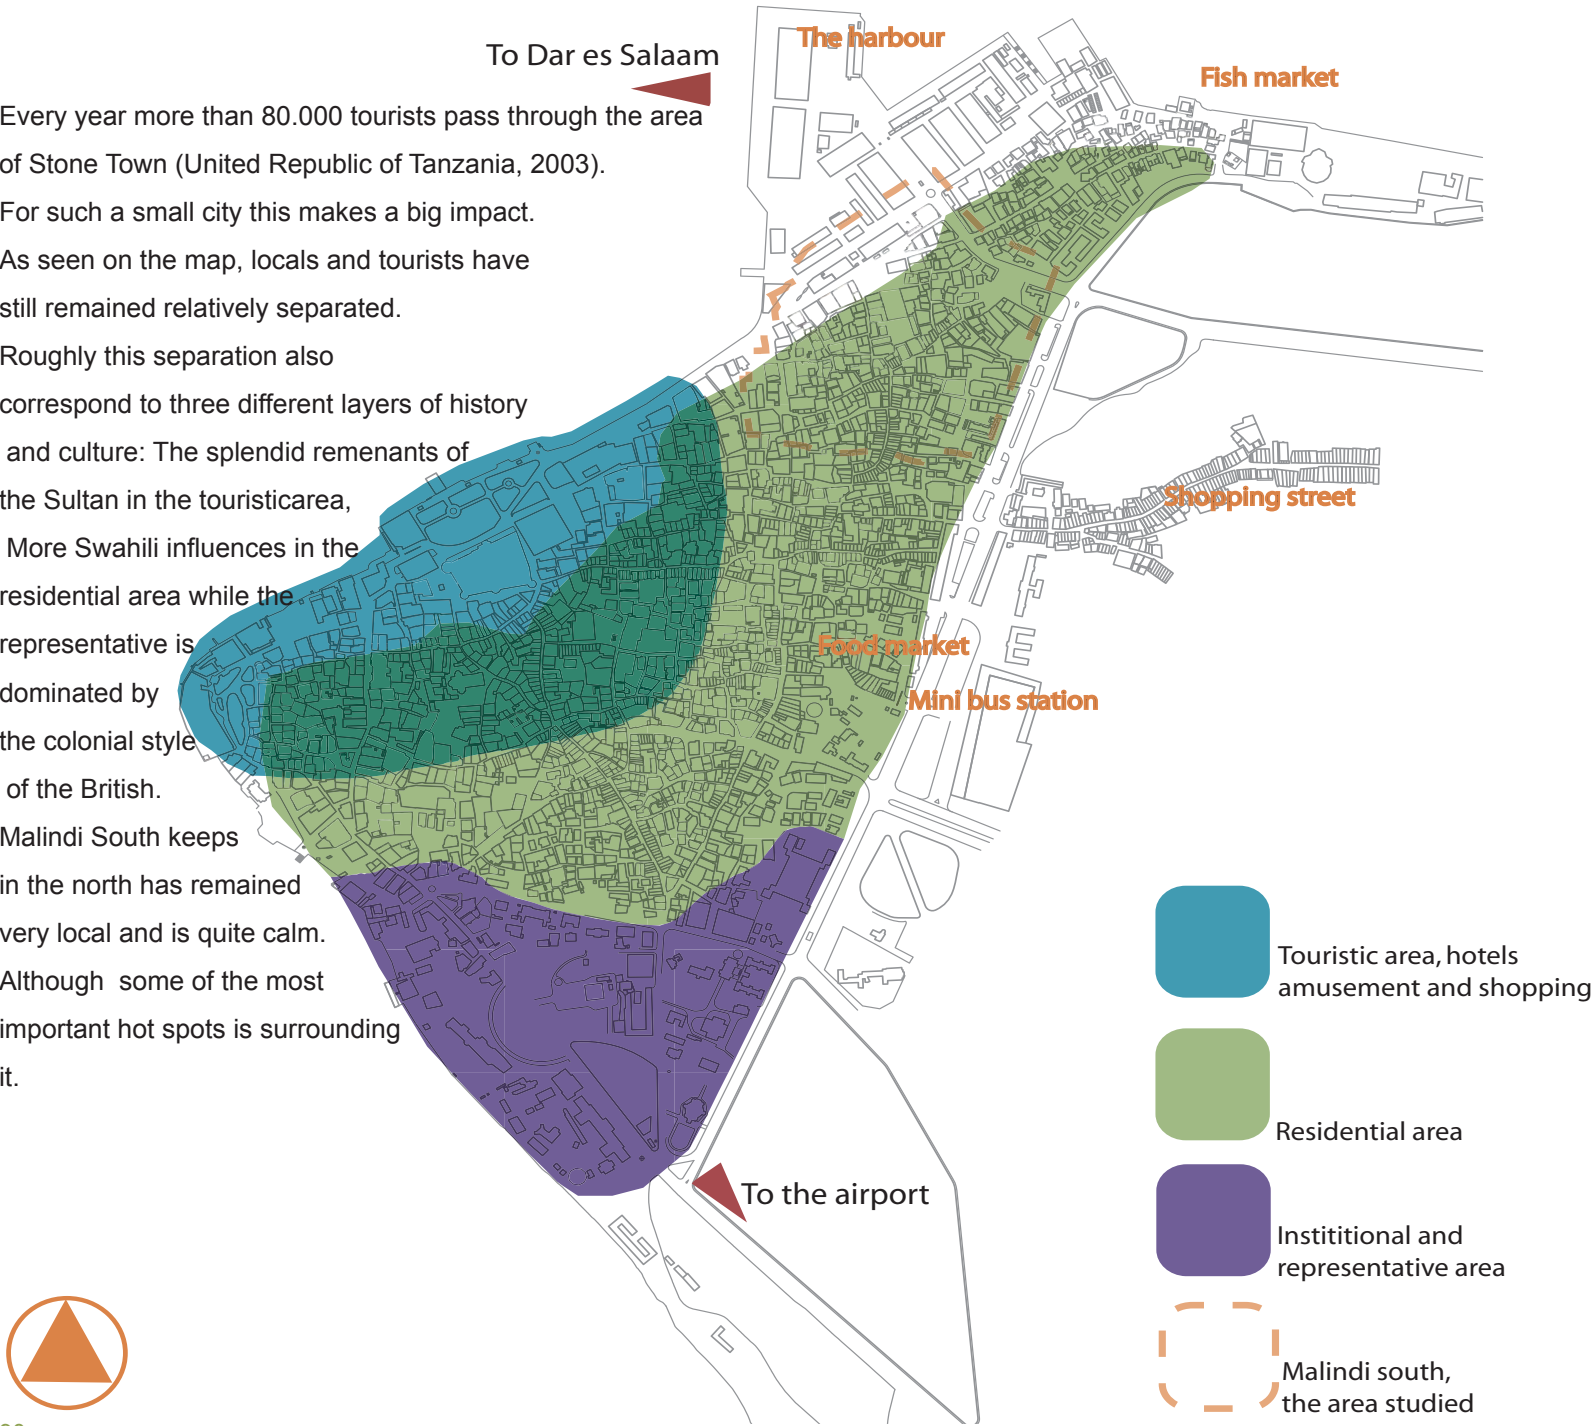 To Dar es Salaam
The harbour
Fish market
Every year more than 80.000 tourists pass through the area
of Stone Town (United Republic of Tanzania, 2003).
For such a small city this makes a big impact.
As seen on the map, locals and tourists have
still remained relatively separated.
Roughly this separation also
correspond to three different layers of history
and culture: The splendid remenants of
the Sultan in the touristicarea,
More Swahili influences in the
residential area while the
representative is
dominated by
the colonial style
of the British.
Malindi South keeps
in the north has remained
very local and is quite calm.
Although some of the most
important hot spots is surrounding
it.
Shopping street
Food market
Mini bus station
To the airport
Touristic area, hotels
amusement and shopping
Residential area
Instititional and
representative area
Malindi south,
the area studied